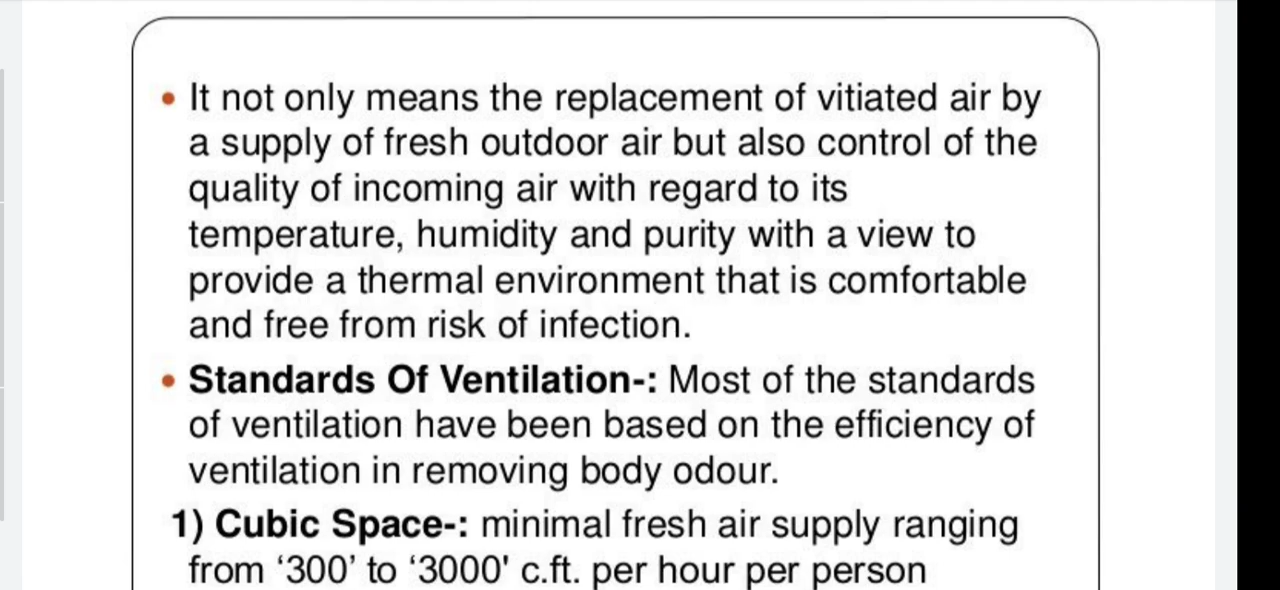 • It not only means the replacement of vitiated air by
a supply of fresh outdoor air but also control of the
quality of incoming air with regard to its
temperature, humidity and purity with a view to
provide a thermal environment that is comfortable
and free from risk of infection.
• Standards Of Ventilation-: Most of the standards
of ventilation have been based on the efficiency of
ventilation in removing body odour.
1) Cubic Space-: minimal fresh air supply ranging
from ‘300’ to ‘3000' c.ft. per hour per person